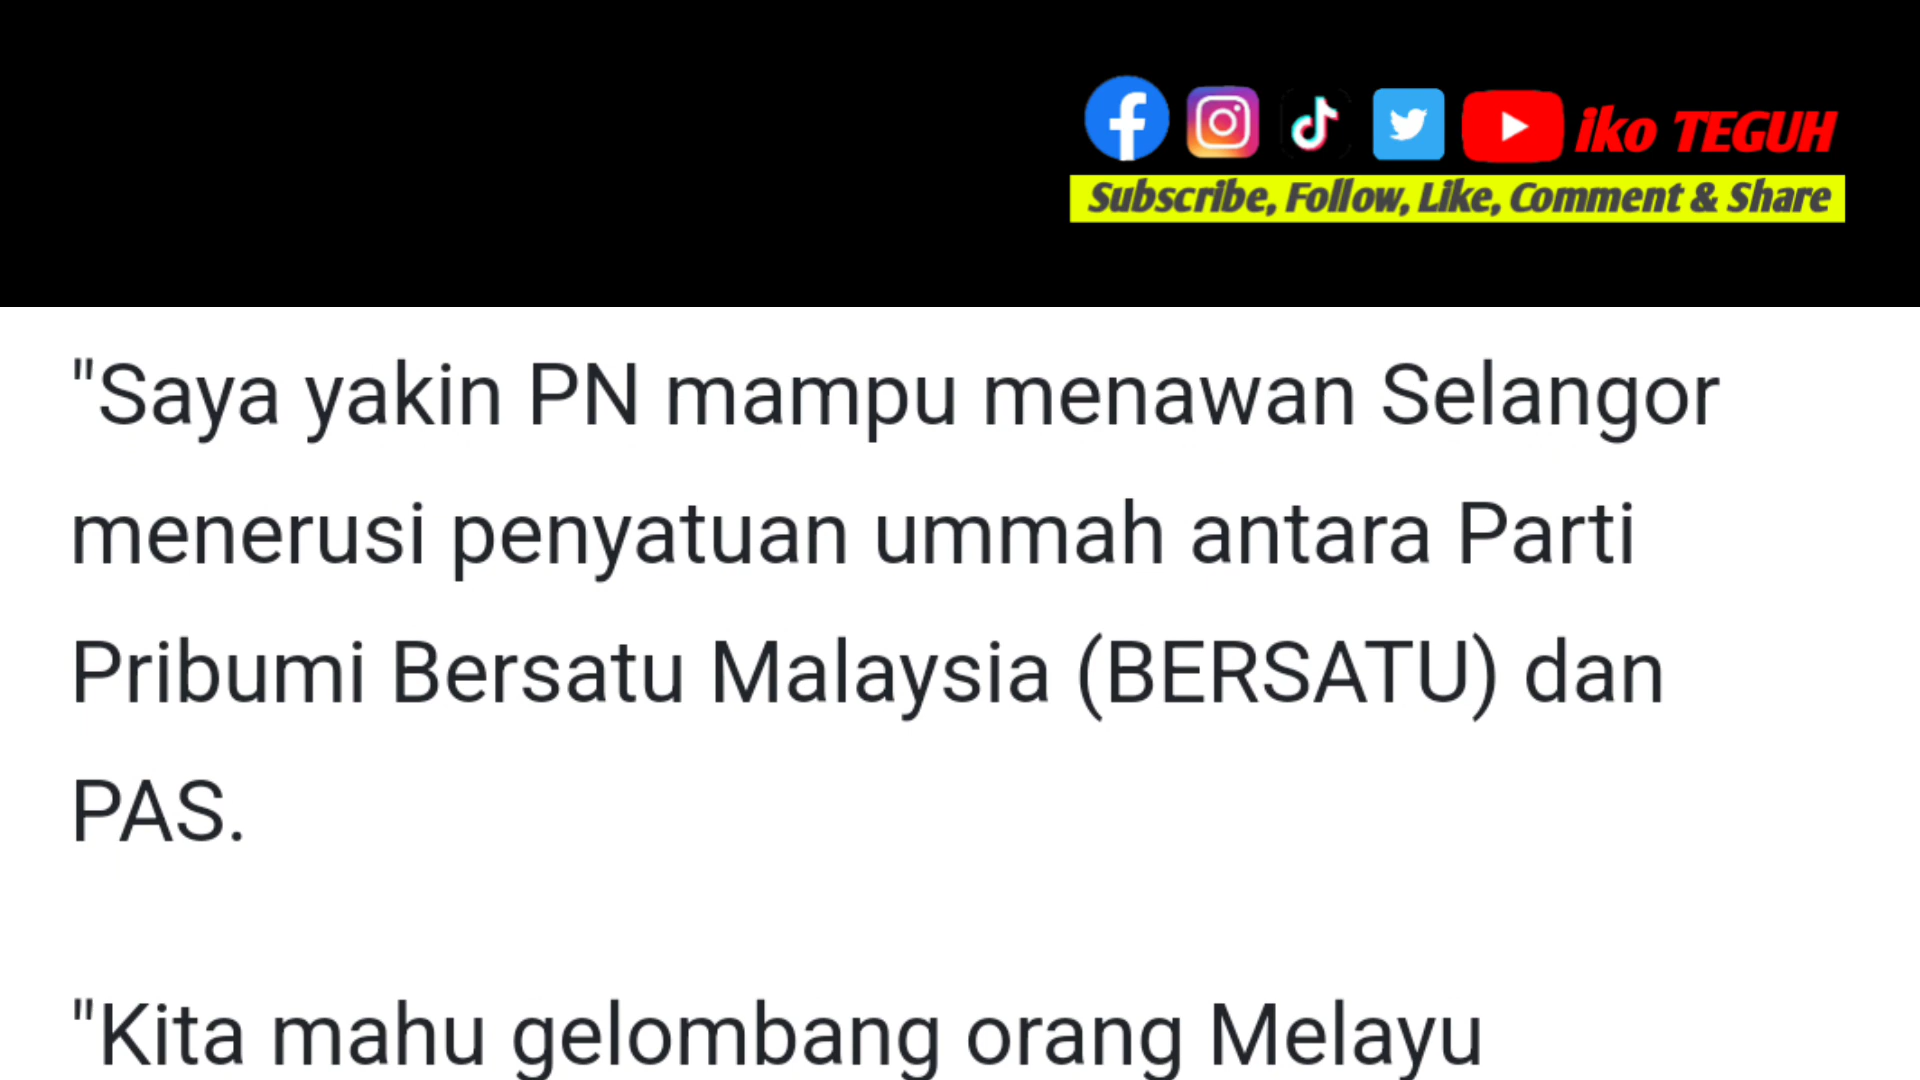 iko TEGUH
Subscribe, Follow, Like, Comment & Share
"Saya yakin PN mampu menawan Selangor
menerusi penyatuan ummah antara Parti
Pribumi Bersatu Malaysia (BERSATU) dan
PAS.
"Kita mahu gelombang orang Melayu